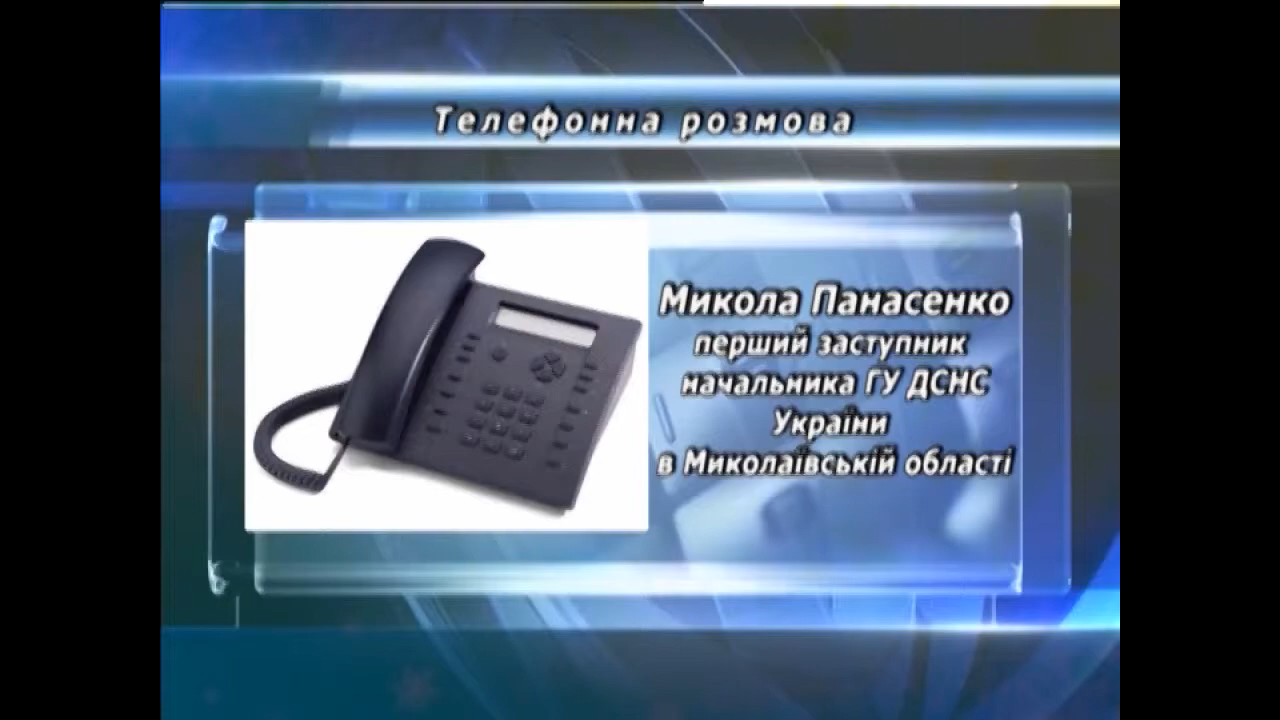 Телефонна розмова
Микола Панасенко
перший заступник
начальника ГУ ДСНС
України
в Миколаївській області